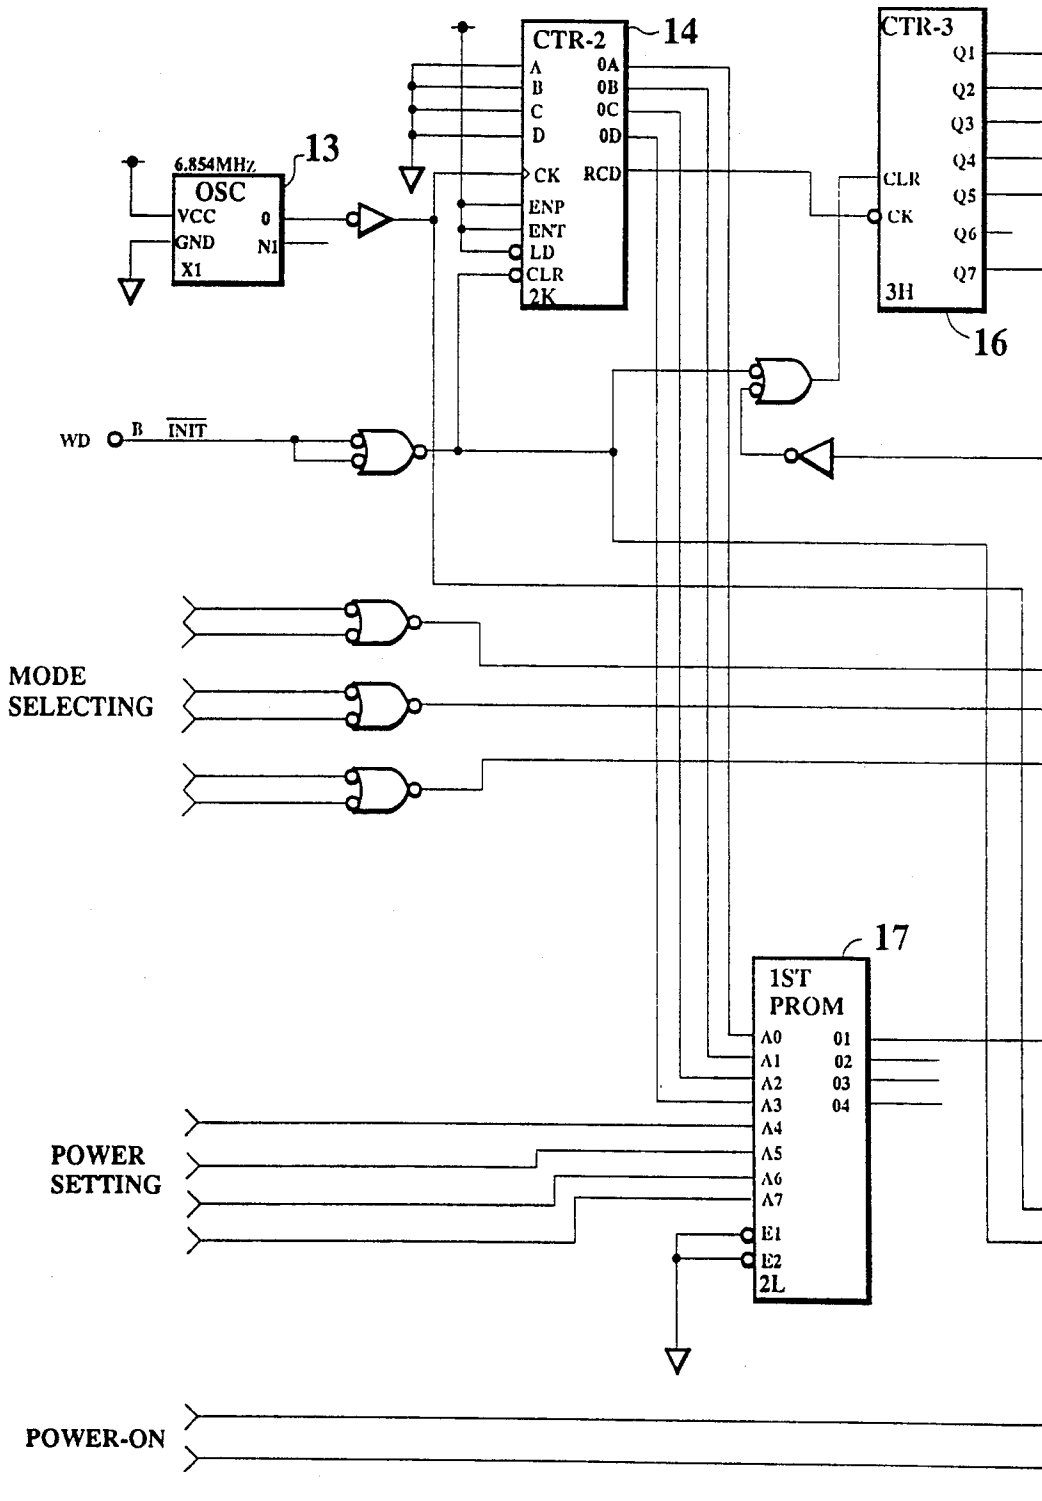 CTR-2
14
A 0A
B 0B
C 0C
D 0D
CK RCD
ENP
ENT
LD
CLR
2K
CTR-3
Q1
Q2
Q3
Q4
CLR
Q5
CK
Q6
Q7
3H
16
6.854MHz
13
OSC
VCC 0
GND N1
X1
WD B INIT
MODE
SELECTING
17
1ST
PROM
A0 01
A1 02
A2 03
A3 04
A4
A5
A6
A7
E1
E2
2L
POWER
SETTING
POWER-ON